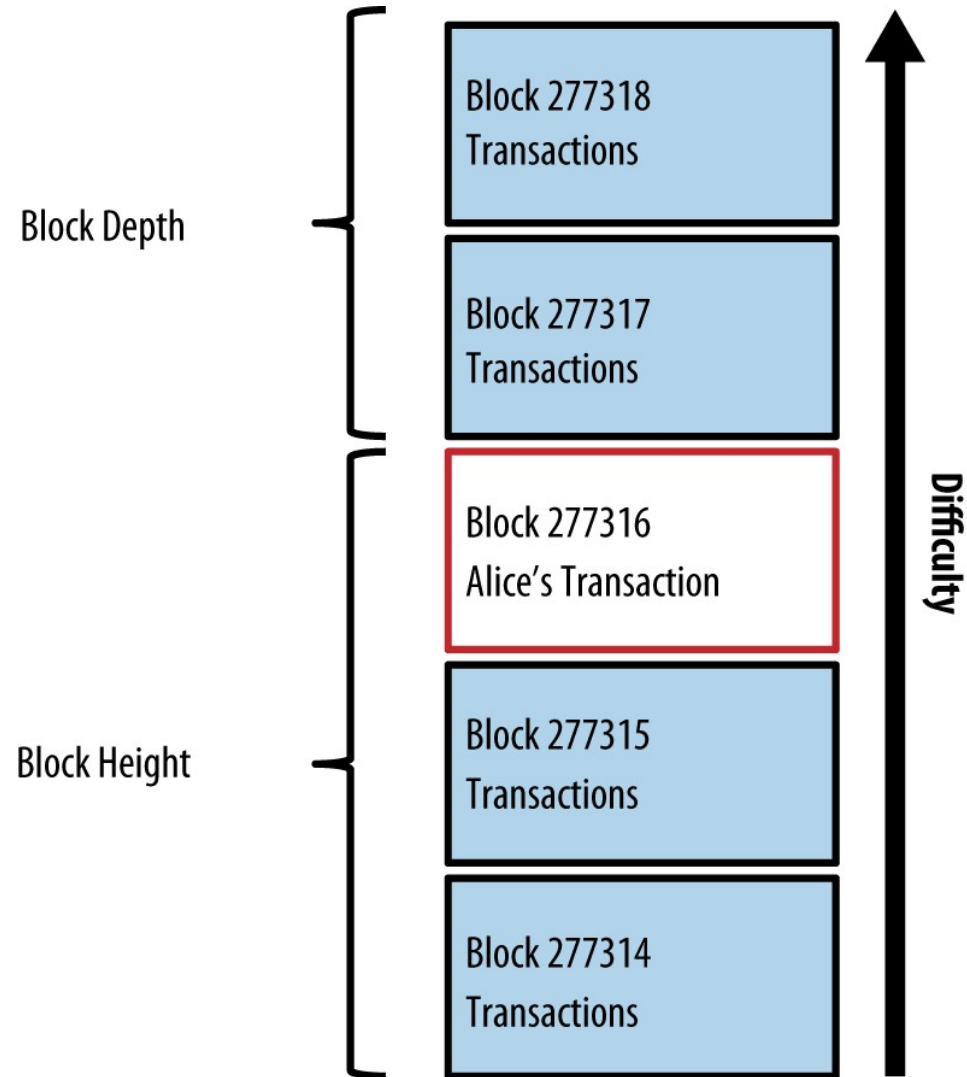 Block 277318
Transactions
Block Depth
Block 277317
Transactions
Block 277316
Alice’s Transaction
Difficulty
Block 277315
Transactions
Block Height
Block 277314
Transactions